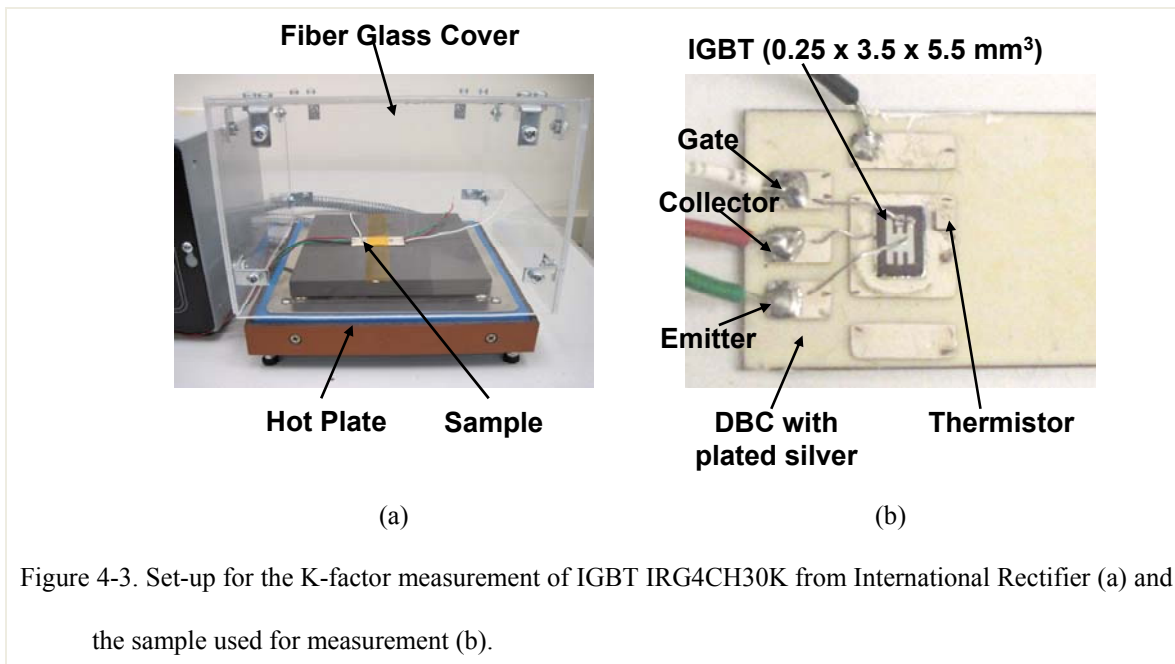 Fiber Glass Cover
Hot Plate
Sample
(a)
IGBT (0.25 x 3.5 x 5.5 mm³)
Gate
Collector
Emitter
DBC with
plated silver
Thermistor
(b)
Figure 4-3. Set-up for the K-factor measurement of IGBT IRG4CH30K from International Rectifier (a) and
the sample used for measurement (b).